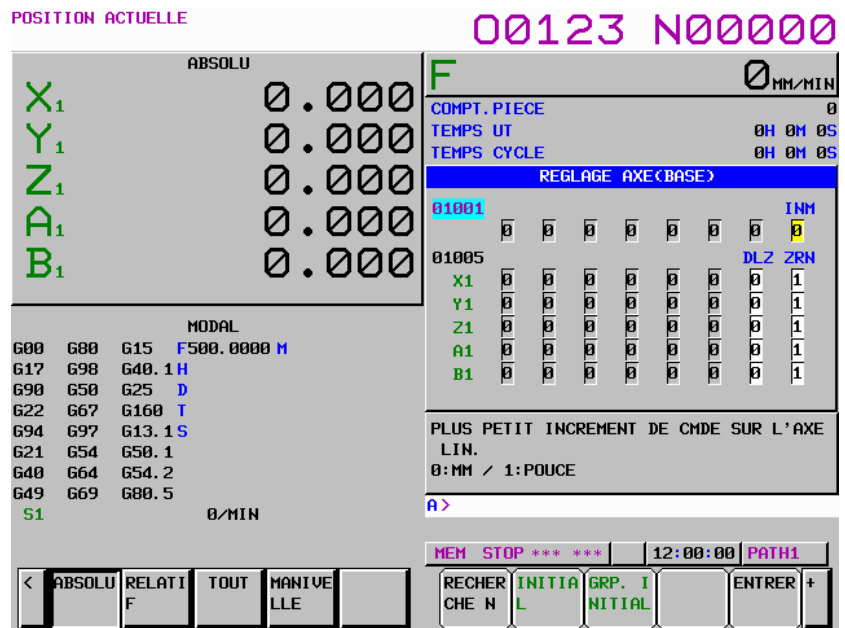 POSITION ACTUELLE
O0123 N00000
ABSOLU
X1 0.000
Y1 0.000
Z1 0.000
A1 0.000
B1 0.000
MODAL
G00 G80 G15 F500.0000 M
G17 G98 G40.1 H
G90 G50 G25 D
G22 G67 G160 T
G94 G97 G13.1 S
G21 G54 G50.1
G40 G64 G54.2
G49 G69 G80.5
S1 0/MIN
F 0 MM/MIN
COMPT.PIECE 0
TEMPS UT 0H 0M 0S
TEMPS CYCLE 0H 0M 0S
REGLAGE AXE(BASE)
01001 INM
0 0 0 0 0 0 0 0
01005 DLZ ZRN
X1 0 0 0 0 0 0 0 1
Y1 0 0 0 0 0 0 0 1
Z1 0 0 0 0 0 0 0 1
A1 0 0 0 0 0 0 0 1
B1 0 0 0 0 0 0 0 1
PLUS PETIT INCREMENT DE CMDE SUR L'AXE
LIN.
0:MM / 1:POUCE
A>
MEM STOP *** *** 12:00:00 PATH1
< ABSOLU RELATI TOUT MANIVE
F LLE
RECHER INITIA GRP. I ENTRER +
CHE N L NITIAL